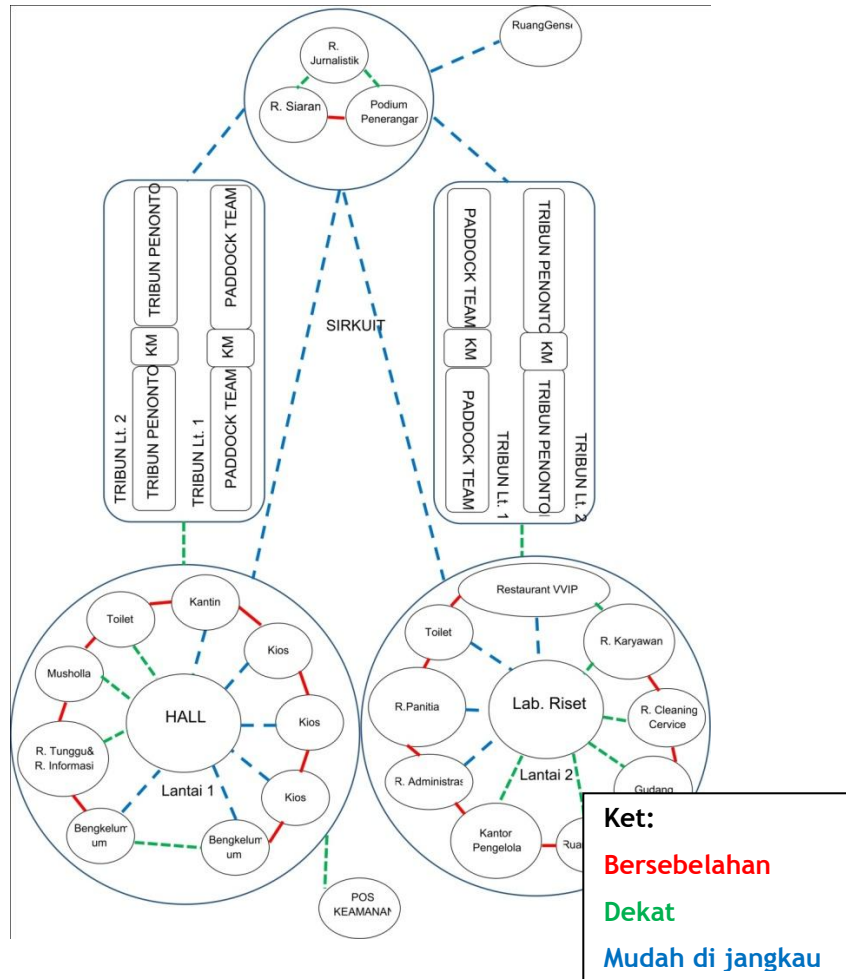 RuangGense
R.
Jurnalistik
R. Siaran
Podium
Penerangar
TRIBUN PENONTO
KM
TRIBUN PENONTO
TRIBUN Lt. 2
PADDOCK TEAM
KM
PADDOCK TEAM
TRIBUN Lt. 1
SIRKUIT
PADDOCK TEAM
KM
PADDOCK TEAM
TRIBUN Lt. 1
TRIBUN PENONTO
KM
TRIBUN PENONTO
TRIBUN Lt. 2
Kantin
Toilet
Kios
Musholla
HALL
Kios
R. Tunggu&
R. Informasi
Lantai 1
Kios
Bengkelum
um
Bengkelum
um
POS
KEAMANAN
Restaurant VVIP
Toilet
R. Karyawan
R.Panitia
Lab. Riset
R. Cleaning
Cervice
R. Administras
Lantai 2
Gudang
Kantor
Pengelola
Rua
Ket:
Bersebelahan
Dekat
Mudah di jangkau